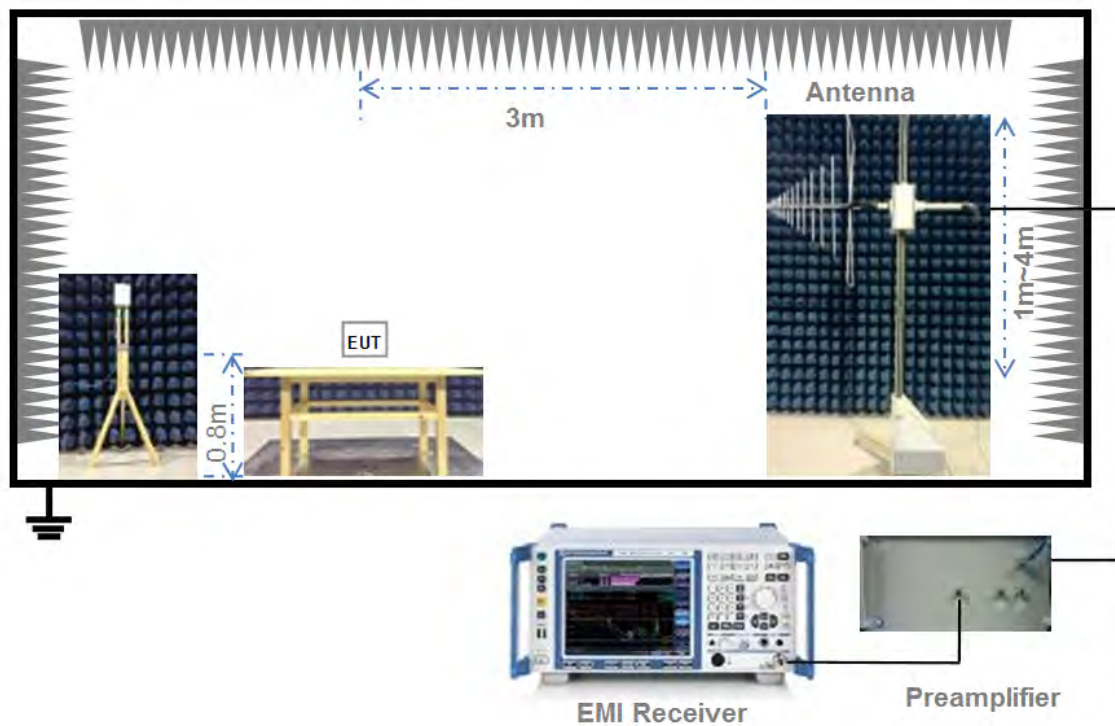 Antenna
3m
1m~4m
EUT
0.8m
EMI Receiver
Preamplifier